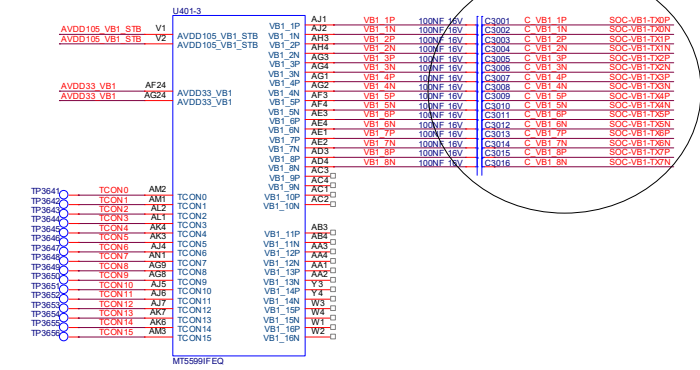 U401-3
AVDD105_VB1_STB V1 AVDD105_VB1_STB VB1_1P AJ1 VB1_1P 100NF 16V C3001 C_VB1_1P SOC-VB1-TX0P
AVDD105_VB1_STB V2 AVDD105_VB1_STB VB1_1N AJ2 VB1_1N 100NF 16V C3002 C_VB1_1N SOC-VB1-TX0N
VB1_2P AH3 VB1_2P 100NF 16V C3003 C_VB1_2P SOC-VB1-TX1P
VB1_2N AH4 VB1_2N 100NF 16V C3004 C_VB1_2N SOC-VB1-TX1N
VB1_3P AG3 VB1_3P 100NF 16V C3005 C_VB1_3P SOC-VB1-TX2P
VB1_3N AG4 VB1_3N 100NF 16V C3006 C_VB1_3N SOC-VB1-TX2N
VB1_4P AG1 VB1_4P 100NF 16V C3007 C_VB1_4P SOC-VB1-TX3P
AVDD33_VB1 AF24 AVDD33_VB1 VB1_4N AG2 VB1_4N 100NF 16V C3008 C_VB1_4N SOC-VB1-TX3N
AVDD33_VB1 AG24 AVDD33_VB1 VB1_5P AF3 VB1_5P 100NF 16V C3009 C_VB1_5P SOC-VB1-TX4P
VB1_5N AF4 VB1_5N 100NF 16V C3010 C_VB1_5N SOC-VB1-TX4N
VB1_6P AE3 VB1_6P 100NF 16V C3011 C_VB1_6P SOC-VB1-TX5P
VB1_6N AE4 VB1_6N 100NF 16V C3012 C_VB1_6N SOC-VB1-TX5N
VB1_7P AE1 VB1_7P 100NF 16V C3013 C_VB1_7P SOC-VB1-TX6P
VB1_7N AE2 VB1_7N 100NF 16V C3014 C_VB1_7N SOC-VB1-TX6N
VB1_8P AD3 VB1_8P 100NF 16V C3015 C_VB1_8P SOC-VB1-TX7P
VB1_8N AD4 VB1_8N 100NF 16V C3016 C_VB1_8N SOC-VB1-TX7N
VB1_9P AC3
VB1_9N AC4
TP3641 TCON0 AM2 TCON0 VB1_10P AC1
TP3642 TCON1 AM1 TCON1 VB1_10N AC2
TP3643 TCON2 AL2 TCON2
TP3644 TCON3 AL1 TCON3
TP3645 TCON4 AK4 TCON4 VB1_11P AB3
TP3646 TCON5 AK3 TCON5 VB1_11N AB4
TP3647 TCON6 AJ4 TCON6 VB1_12P AA3
TP3648 TCON7 AN1 TCON7 VB1_12N AA4
TP3649 TCON8 AG9 TCON8 VB1_13P AA1
TP3650 TCON9 AG8 TCON9 VB1_13N AA2
TP3651 TCON10 AJ5 TCON10 VB1_14P Y3
TP3652 TCON11 AJ6 TCON11 VB1_14N Y4
TP3653 TCON12 AJ7 TCON12 VB1_15P W3
TP3654 TCON13 AK7 TCON13 VB1_15N W4
TP3655 TCON14 AK6 TCON14 VB1_16P W1
TP3656 TCON15 AM3 TCON15 VB1_16N W2
MT5599IFEQ